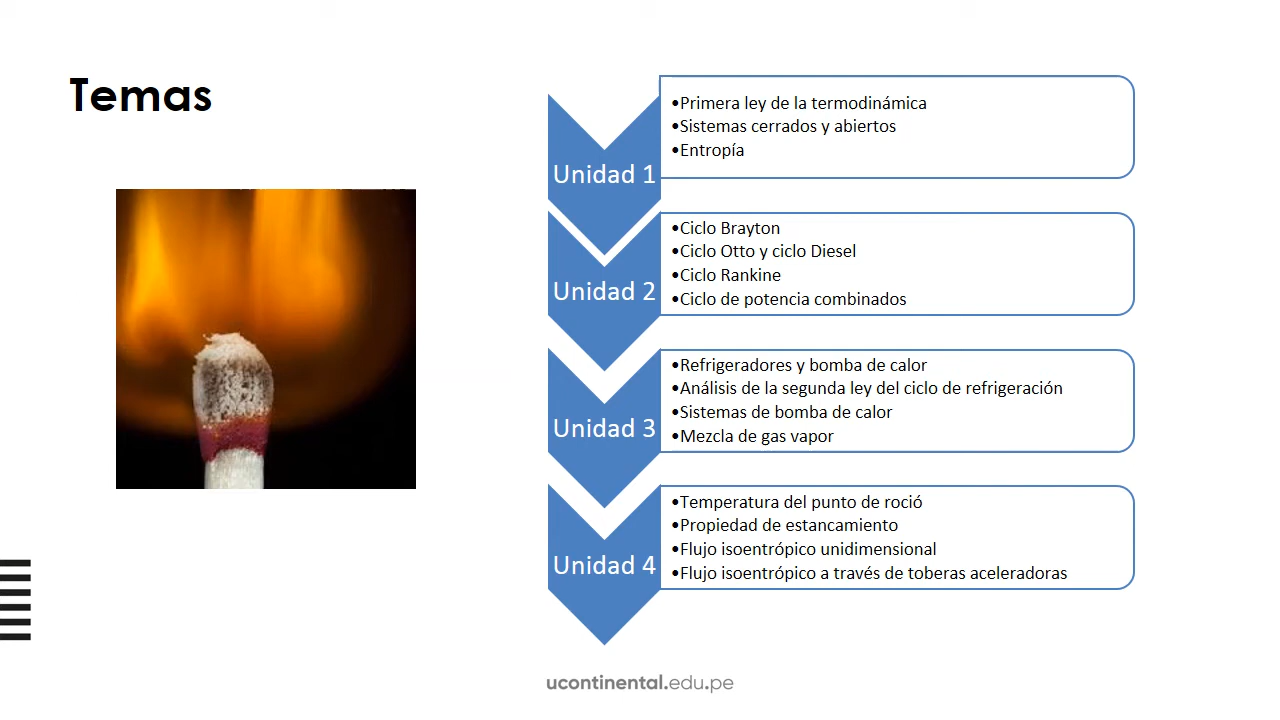 Temas
Unidad 1
•Primera ley de la termodinámica
•Sistemas cerrados y abiertos
•Entropía
Unidad 2
•Ciclo Brayton
•Ciclo Otto y ciclo Diesel
•Ciclo Rankine
•Ciclo de potencia combinados
Unidad 3
•Refrigeradores y bomba de calor
•Análisis de la segunda ley del ciclo de refrigeración
•Sistemas de bomba de calor
•Mezcla de gas vapor
Unidad 4
•Temperatura del punto de roció
•Propiedad de estancamiento
•Flujo isoentrópico unidimensional
•Flujo isoentrópico a través de toberas aceleradoras
ucontinental.edu.pe